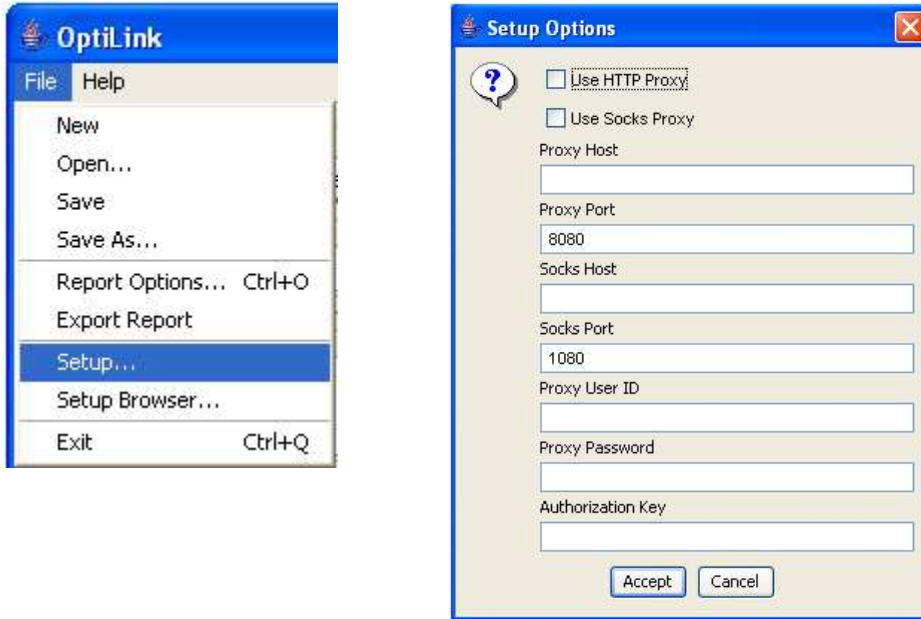 OptiLink
File Help
New
Open...
Save
Save As...
Report Options... Ctrl+O
Export Report
Setup...
Setup Browser...
Exit Ctrl+Q
Setup Options
Use HTTP Proxy
Use Socks Proxy
Proxy Host
Proxy Port
8080
Socks Host
Socks Port
1080
Proxy User ID
Proxy Password
Authorization Key
Accept Cancel